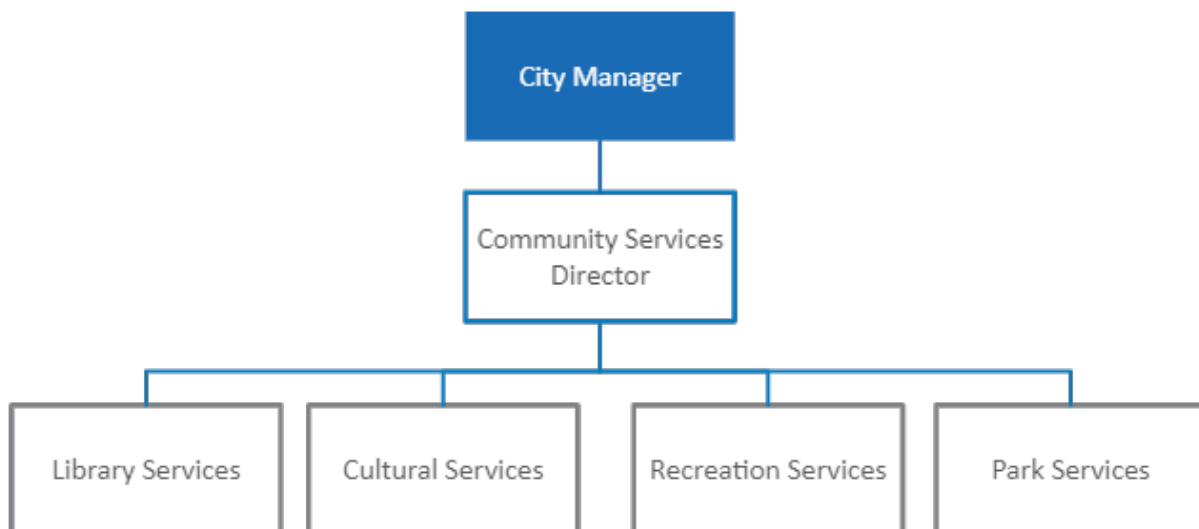 City Manager
Community Services
Director
Library Services
Cultural Services
Recreation Services
Park Services